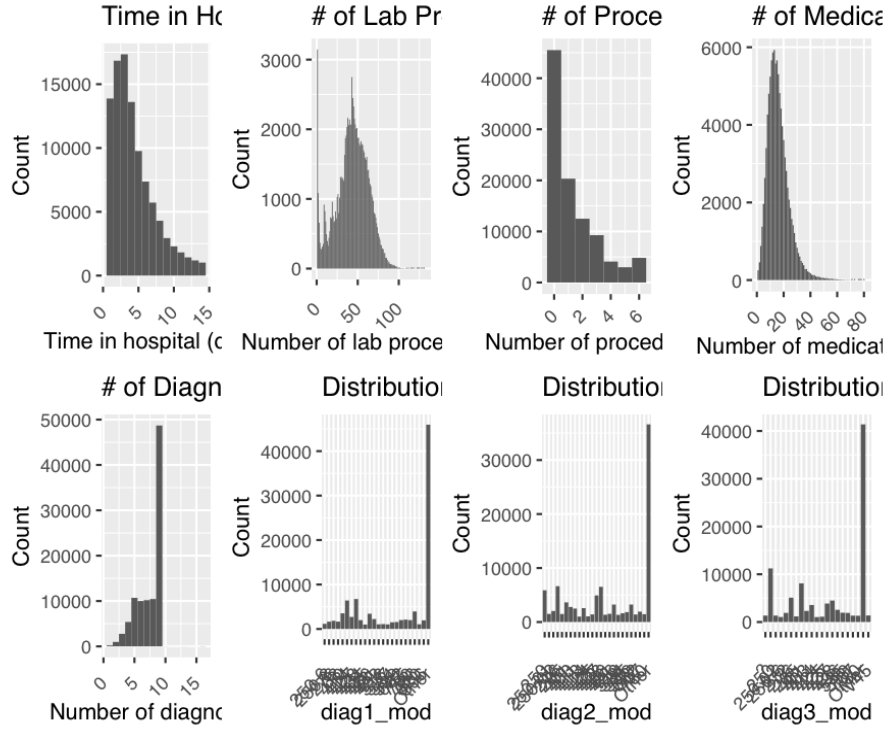 Time in Ho
Count
15000
10000
5000
0
0
5
10
15
Time in hospital (d
# of Lab Pr
Count
3000
2000
1000
0
0
50
100
Number of lab proce
# of Proce
Count
40000
30000
20000
10000
0
0
2
4
6
Number of proced
# of Medica
Count
6000
4000
2000
0
0
20
40
60
80
Number of medicat
# of Diagn
Count
50000
40000
30000
20000
10000
0
0
5
10
15
Number of diagno
Distribution
Count
40000
30000
20000
10000
0
diag1_mod
Distribution
Count
30000
20000
10000
0
diag2_mod
Distribution
Count
40000
30000
20000
10000
0
diag3_mod